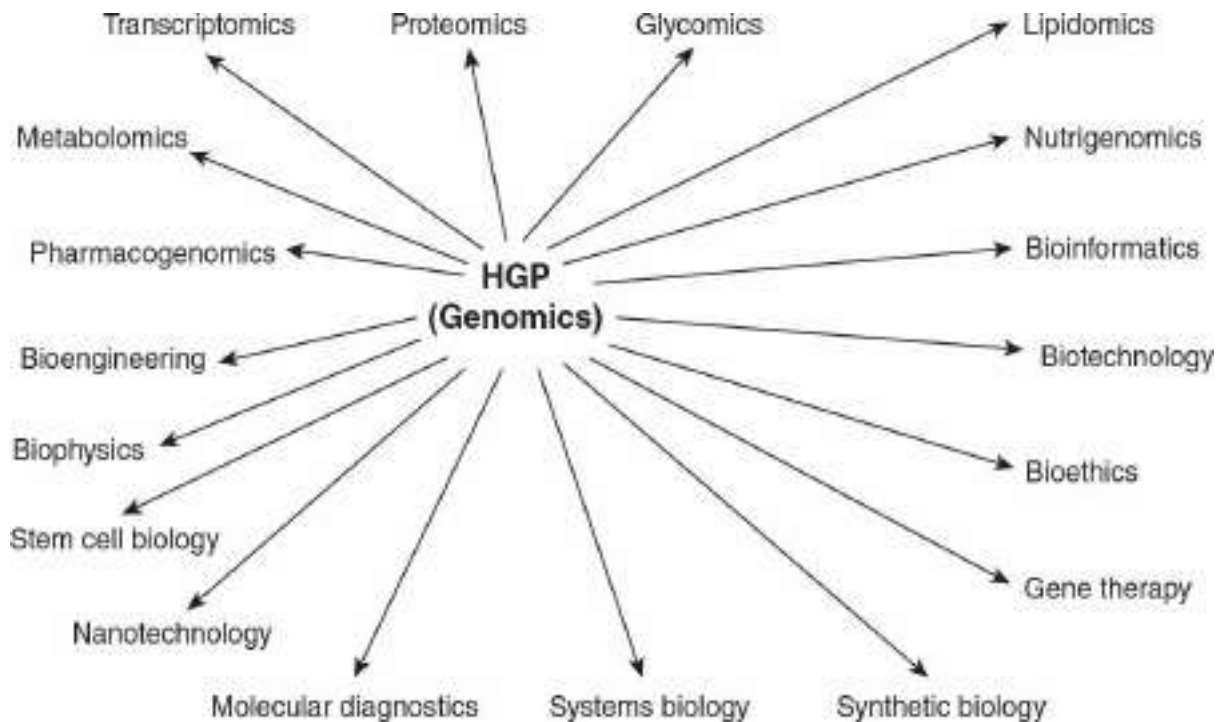 Transcriptomics
Proteomics
Glycomics
Lipidomics
Metabolomics
Nutrigenomics
Pharmacogenomics
Bioinformatics
HGP
(Genomics)
Bioengineering
Biotechnology
Biophysics
Bioethics
Stem cell biology
Gene therapy
Nanotechnology
Molecular diagnostics
Systems biology
Synthetic biology